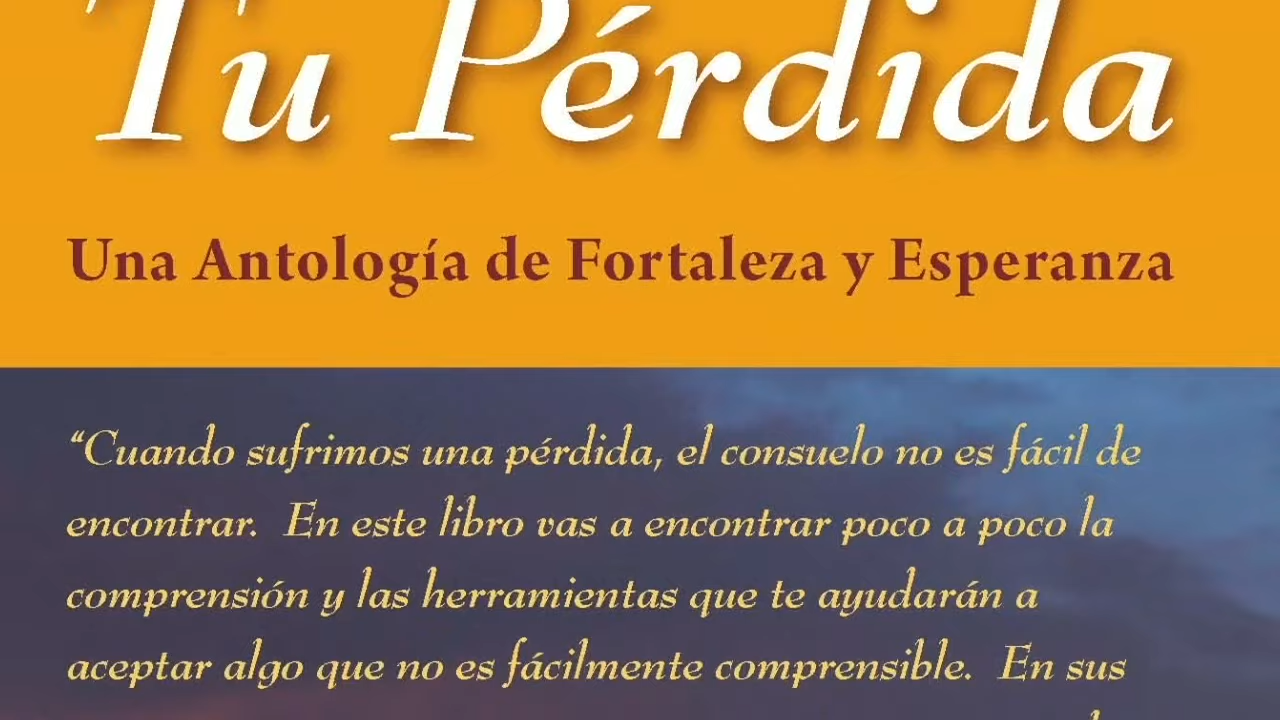 Tu Pérdida
Una Antología de Fortaleza y Esperanza
“Cuando sufrimos una pérdida, el consuelo no es fácil de
encontrar. En este libro vas a encontrar poco a poco la
comprensión y las herramientas que te ayudarán a
aceptar algo que no es fácilmente comprensible. En sus